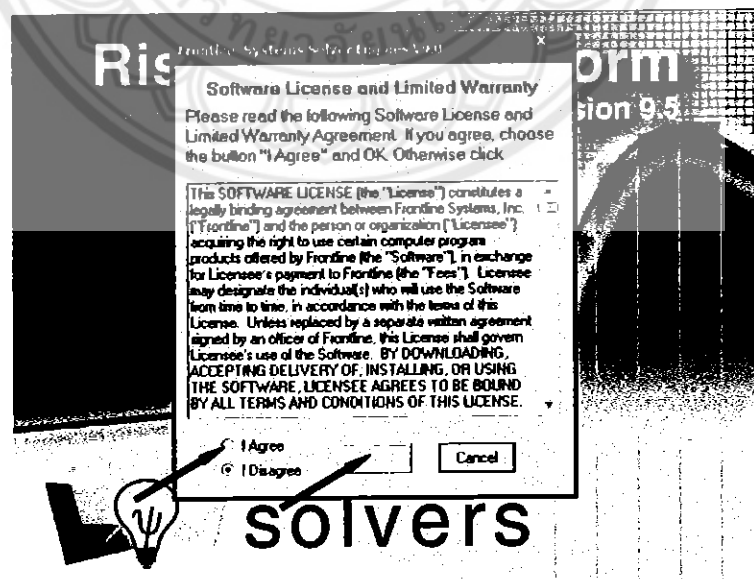 Ris
orm
sion 9.5
Frontline Systems Solver Engines V9.0
x
Software License and Limited Warranty
Please read the following Software License and
Limited Warranty Agreement. If you agree, choose
the button "I Agree" and OK. Otherwise click
This SOFTWARE LICENSE (the "License") constitutes a
legally binding agreement between Frontline Systems, Inc.
("Frontline") and the person or organization ("Licensee")
acquiring the right to use certain computer program
products offered by Frontline (the "Software"), in exchange
for Licensee's payment to Frontline (the "Fees"). Licensee
may designate the individual(s) who will use the Software
from time to time, in accordance with the terms of this
License. Unless replaced by a separate written agreement
signed by an officer of Frontline, this License shall govern
Licensee's use of the Software. BY DOWNLOADING,
ACCEPTING DELIVERY OF, INSTALLING, OR USING
THE SOFTWARE, LICENSEE AGREES TO BE BOUND
BY ALL TERMS AND CONDITIONS OF THIS LICENSE.
I Agree
I Disagree
Cancel
ψ
solvers